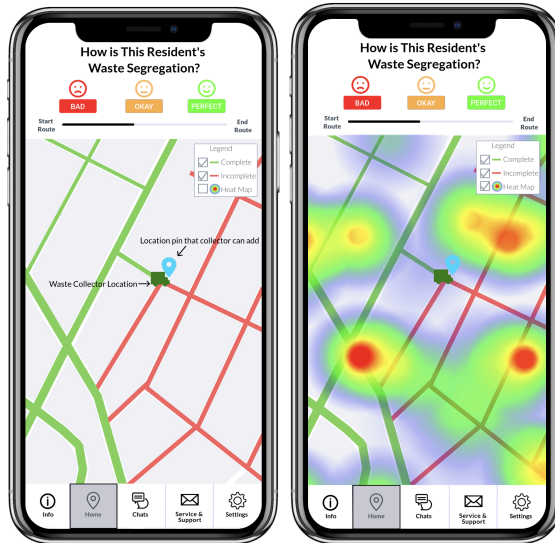 How is This Resident's
Waste Segregation?
BAD
OKAY
PERFECT
Start
Route
End
Route
Legend
Complete
Incomplete
Heat Map
Location pin that collector can add
Waste Collector Location
Info
Home
Chats
Service &
Support
Settings
How is This Resident's
Waste Segregation?
BAD
OKAY
PERFECT
Start
Route
End
Route
Legend
Complete
Incomplete
Heat Map
Info
Home
Chats
Service &
Support
Settings